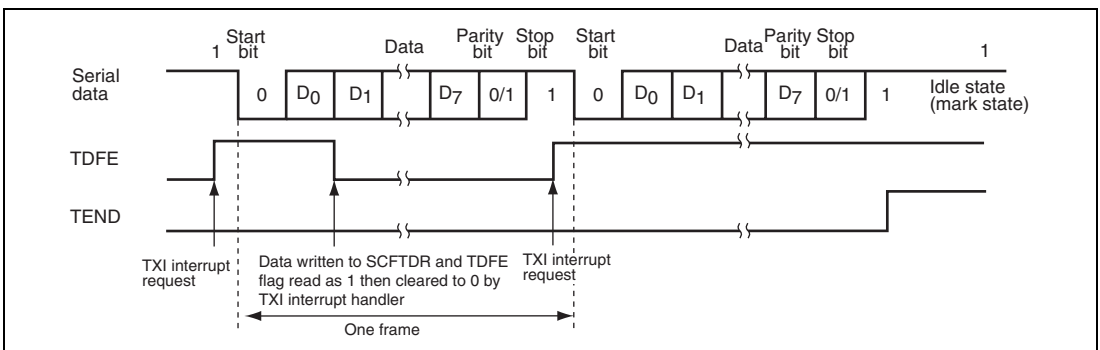 1
Start
bit
Data
Parity
bit
Stop
bit
Start
bit
Data
Parity
bit
Stop
bit
1
Serial
data
0
D0
D1
D7
0/1
1
0
D0
D1
D7
0/1
1
Idle state
(mark state)
TDFE
TEND
TXI interrupt
request
Data written to SCFTDR and TDFE
flag read as 1 then cleared to 0 by
TXI interrupt handler
TXI interrupt
request
One frame